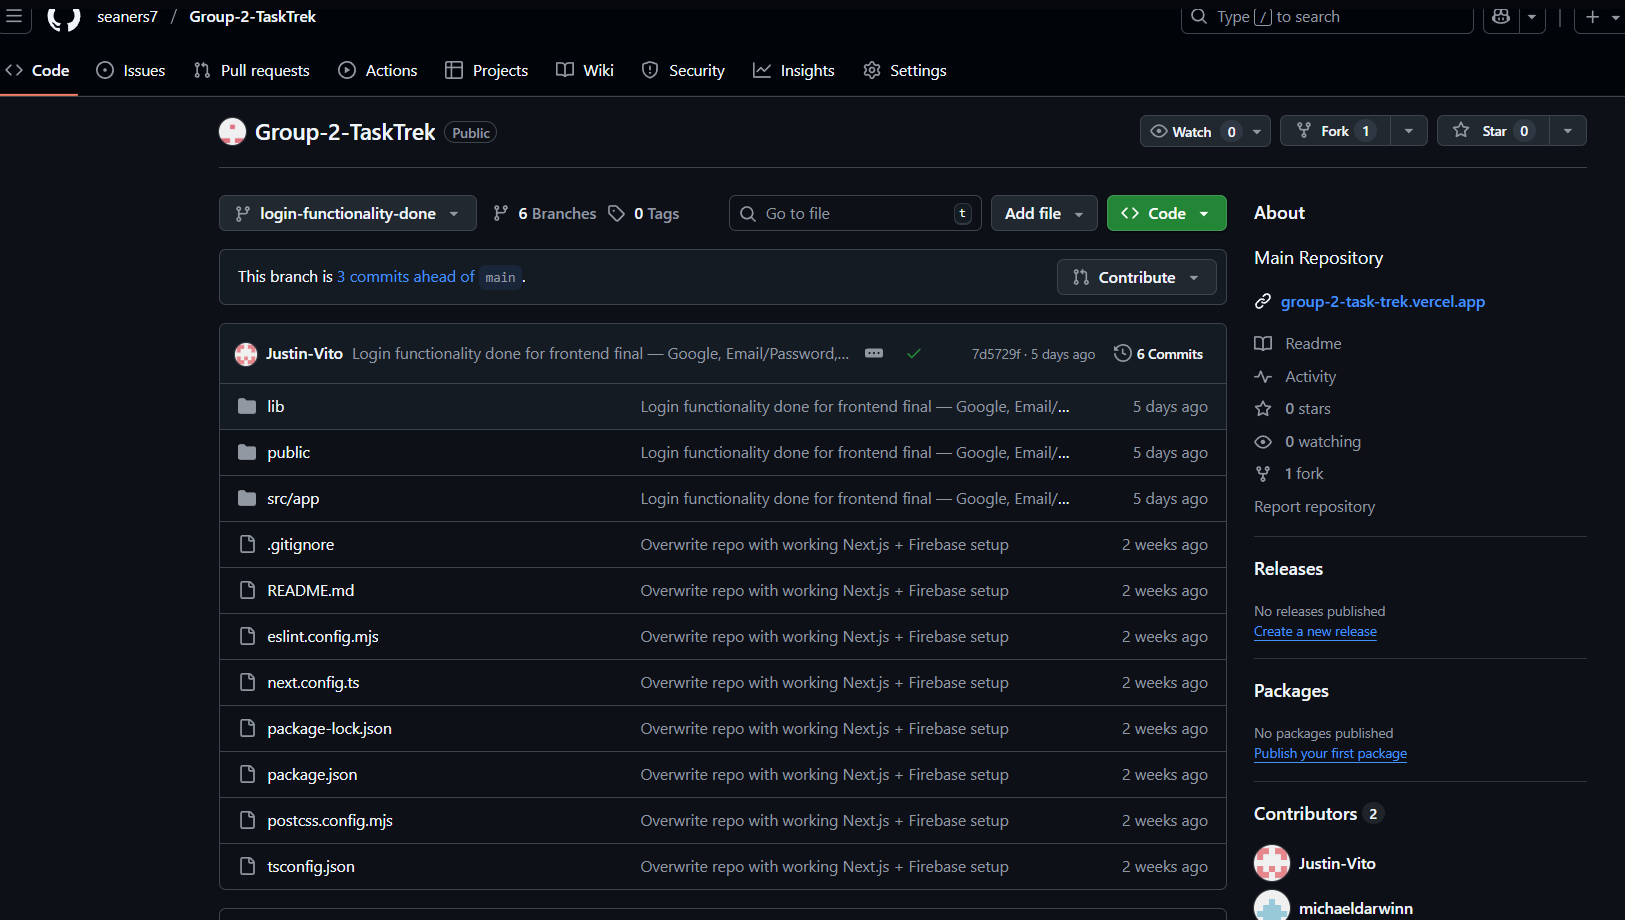 seaners7 / Group-2-TaskTrek
Type / to search
Code Issues Pull requests Actions Projects Wiki Security Insights Settings
Group-2-TaskTrek Public
Watch 0 Fork 1 Star 0
login-functionality-done 6 Branches 0 Tags Go to file t Add file Code
This branch is 3 commits ahead of main .
Contribute
Justin-Vito Login functionality done for frontend final — Google, Email/Password,... 7d5729f · 5 days ago 6 Commits
lib Login functionality done for frontend final — Google, Email/... 5 days ago
public Login functionality done for frontend final — Google, Email/... 5 days ago
src/app Login functionality done for frontend final — Google, Email/... 5 days ago
.gitignore Overwrite repo with working Next.js + Firebase setup 2 weeks ago
README.md Overwrite repo with working Next.js + Firebase setup 2 weeks ago
eslint.config.mjs Overwrite repo with working Next.js + Firebase setup 2 weeks ago
next.config.ts Overwrite repo with working Next.js + Firebase setup 2 weeks ago
package-lock.json Overwrite repo with working Next.js + Firebase setup 2 weeks ago
package.json Overwrite repo with working Next.js + Firebase setup 2 weeks ago
postcss.config.mjs Overwrite repo with working Next.js + Firebase setup 2 weeks ago
tsconfig.json Overwrite repo with working Next.js + Firebase setup 2 weeks ago
About
Main Repository
group-2-task-trek.vercel.app
Readme
Activity
0 stars
0 watching
1 fork
Report repository
Releases
No releases published
Create a new release
Packages
No packages published
Publish your first package
Contributors 2
Justin-Vito
michaeldarwinn